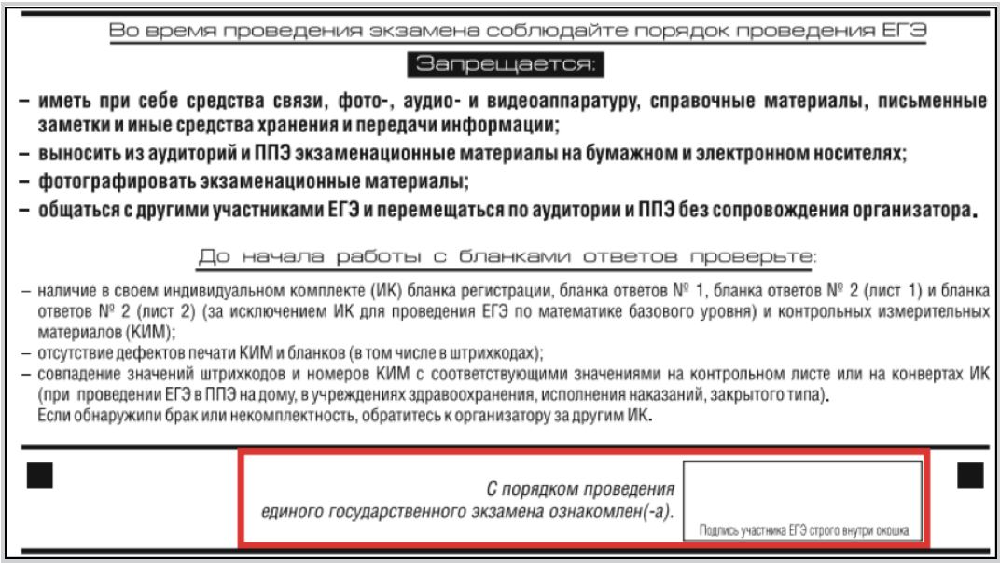 Во время проведения экзамена соблюдайте порядок проведения ЕГЭ
Запрещается:
– иметь при себе средства связи, фото-, аудио- и видеоаппаратуру, справочные материалы, письменные
заметки и иные средства хранения и передачи информации;
– выносить из аудиторий и ППЭ экзаменационные материалы на бумажном и электронном носителях;
– фотографировать экзаменационные материалы;
– общаться с другими участниками ЕГЭ и перемещаться по аудитории и ППЭ без сопровождения организатора.
До начала работы с бланками ответов проверьте:
– наличие в своем индивидуальном комплекте (ИК) бланка регистрации, бланка ответов № 1, бланка ответов № 2 (лист 1) и бланка
ответов № 2 (лист 2) (за исключением ИК для проведения ЕГЭ по математике базового уровня) и контрольных измерительных
материалов (КИМ);
– отсутствие дефектов печати КИМ и бланков (в том числе в штрихкодах);
– совпадение значений штрихкодов и номеров КИМ с соответствующими значениями на контрольном листе или на конвертах ИК
(при проведении ЕГЭ в ППЭ на дому, в учреждениях здравоохранения, исполнения наказаний, закрытого типа).
Если обнаружили брак или некомплектность, обратитесь к организатору за другим ИК.
С порядком проведения
единого государственного экзамена ознакомлен(-а).
Подпись участника ЕГЭ строго внутри окошка